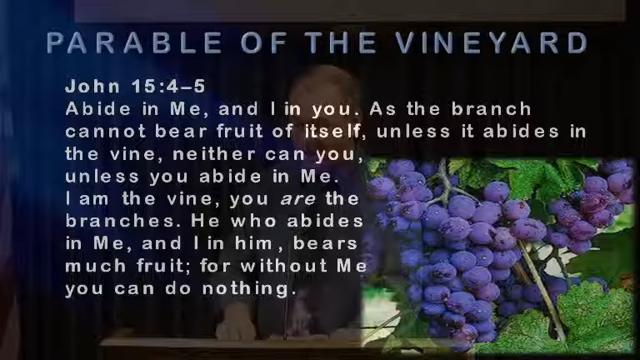 PARABLE OF THE VINEYARD
John 15:4–5
Abide in Me, and I in you. As the branch
cannot bear fruit of itself, unless it abides in
the vine, neither can you,
unless you abide in Me.
I am the vine, you are the
branches. He who abides
in Me, and I in him, bears
much fruit; for without Me
you can do nothing.